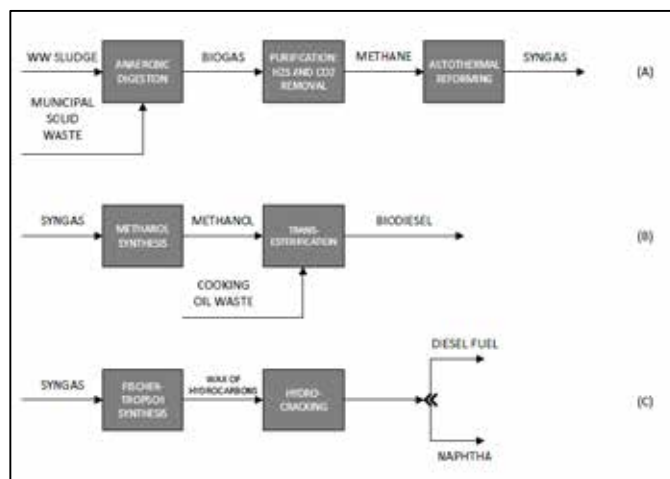 WW SLUDGE
ANAEROBIC
DIGESTION
BIOGAS
PURIFICATION:
H2S AND CO2
REMOVAL
METHANE
AUTOTHERMAL
REFORMING
SYNGAS
(A)
MUNICIPAL
SOLID
WASTE
SYNGAS
METHANOL
SYNTHESIS
METHANOL
TRANS-
ESTERIFICATION
BIODIESEL
(B)
COOKING
OIL WASTE
SYNGAS
FISCHER-
TROPSCH
SYNTHESIS
WAX OF
HYDROCARBONS
HYDRO-
CRACKING
DIESEL FUEL
(C)
NAPHTHA